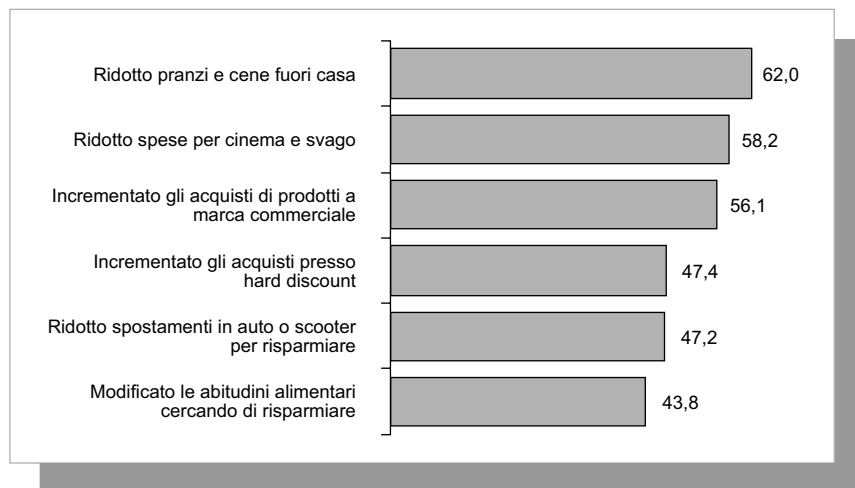 Ridotto pranzi e cene fuori casa
62,0
Ridotto spese per cinema e svago
58,2
Incrementato gli acquisti di prodotti a
marca commerciale
56,1
Incrementato gli acquisti presso
hard discount
47,4
Ridotto spostamenti in auto o scooter
per risparmiare
47,2
Modificato le abitudini alimentari
cercando di risparmiare
43,8